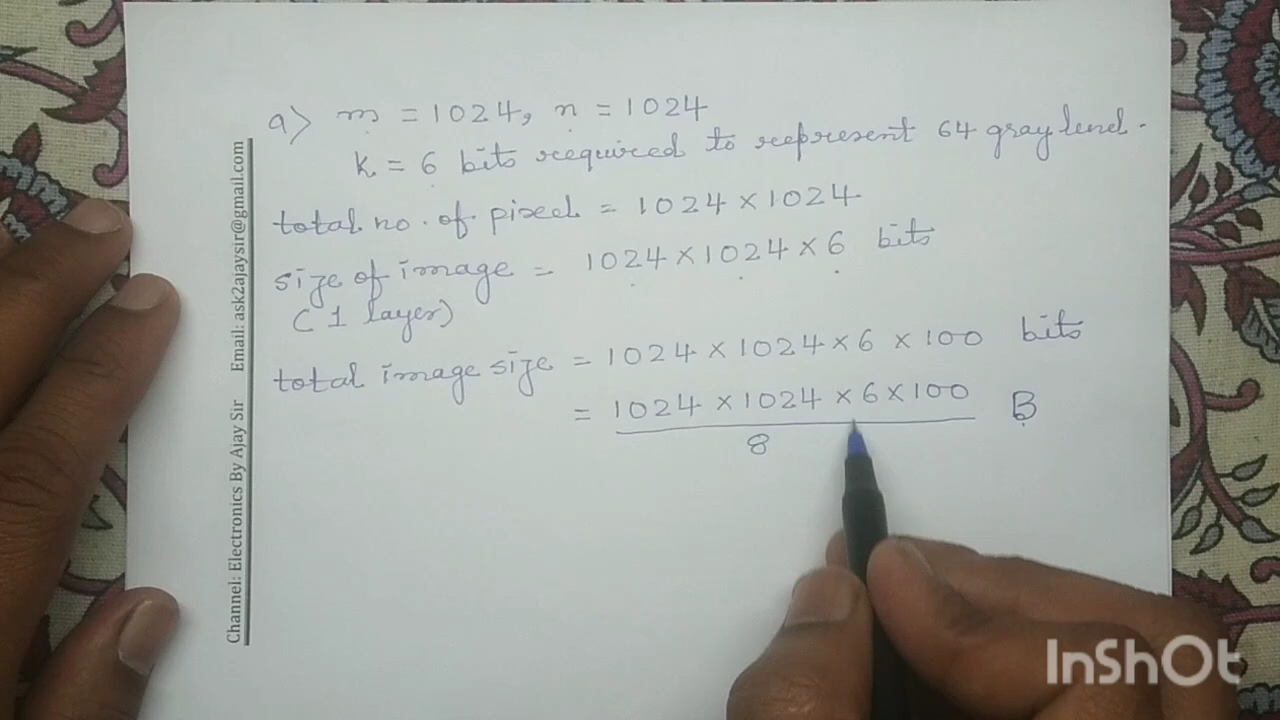 a) m = 1024, n = 1024
k = 6 bits required to represent 64 gray level.
total no. of pixel = 1024 × 1024
size of image = 1024 × 1024 × 6 bits
( 1 layer)
total image size = 1024 × 1024 × 6 × 100 bits
= 1024 × 1024 × 6 × 100 B
8
Channel: Electronics By Ajay Sir Email: ask2ajaysir@gmail.com
InShOt